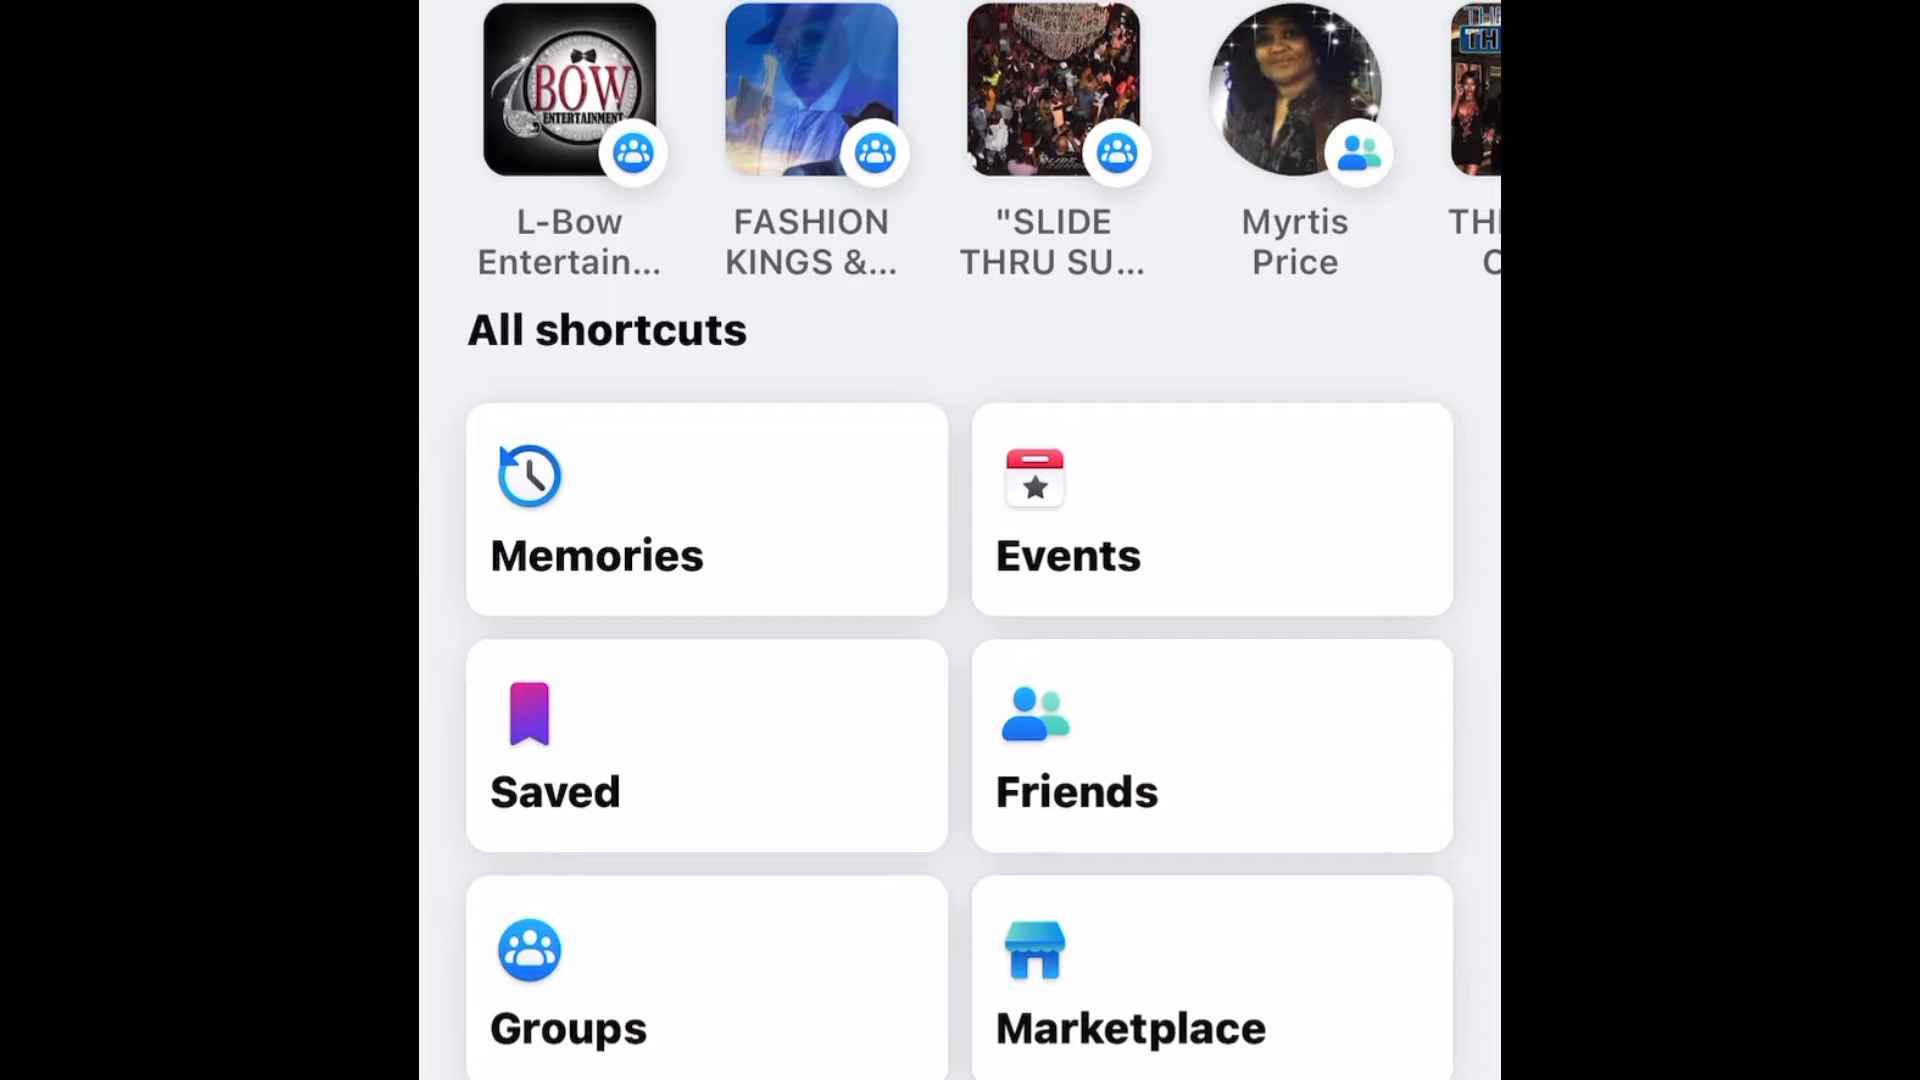 BOW
ENTERTAINMENT
TH
L-Bow
Entertain...
FASHION
KINGS &...
"SLIDE
THRU SU...
Myrtis
Price
All shortcuts
Memories
Events
Saved
Friends
Groups
Marketplace